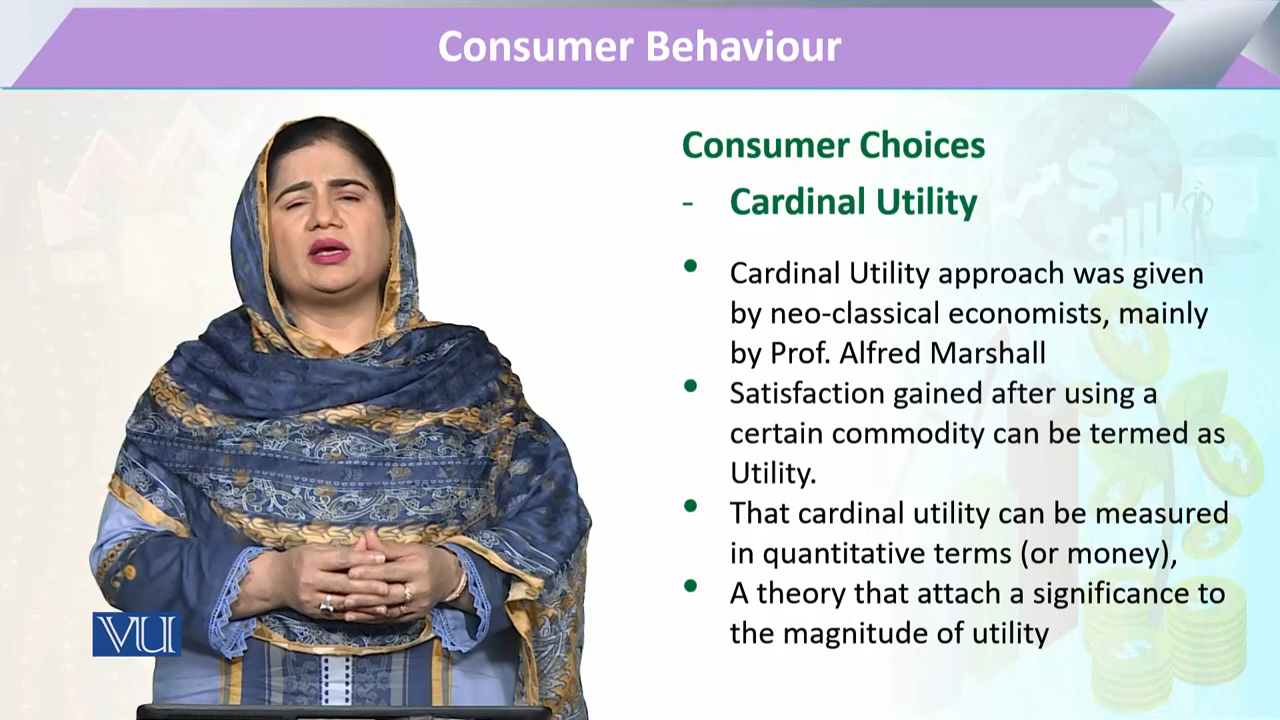 Consumer Behaviour
Consumer Choices
- Cardinal Utility
• Cardinal Utility approach was given
by neo-classical economists, mainly
by Prof. Alfred Marshall
• Satisfaction gained after using a
certain commodity can be termed as
Utility.
• That cardinal utility can be measured
in quantitative terms (or money),
• A theory that attach a significance to
the magnitude of utility
VU